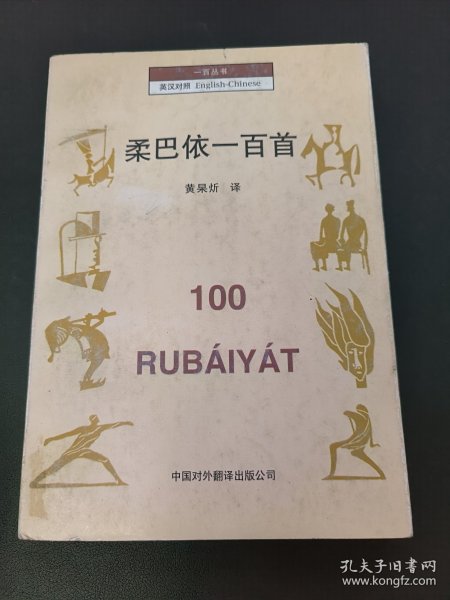 一百丛书
英汉对照 English-Chinese
柔巴依一百首
黄杲炘 译
100
RUBÁIYÁT
中国对外翻译出版公司
孔夫子旧书网
www.kongfz.com